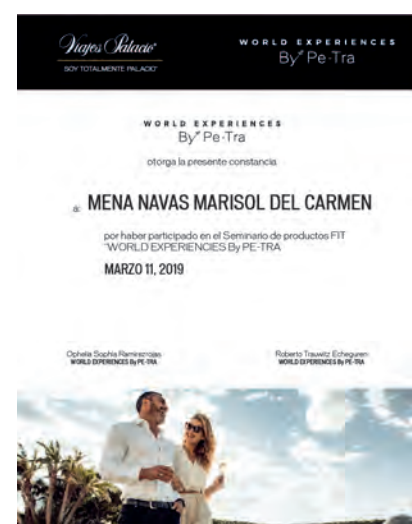 Viajes Palacio
SOY TOTALMENTE PALACIO
WORLD EXPERIENCES
By Pe-Tra
WORLD EXPERIENCES
By Pe-Tra
otorga la presente constancia
a: MENA NAVAS MARISOL DEL CARMEN
por haber participado en el Seminario de productos FIT
"WORLD EXPERIENCIES By PE-TRA
MARZO 11, 2019
Ophelia Sophia Ramirezrojas
WORLD EXPERIENCES By PE-TRA
Roberto Trauwitz Echeguren
WORLD EXPERIENCES By PE-TRA